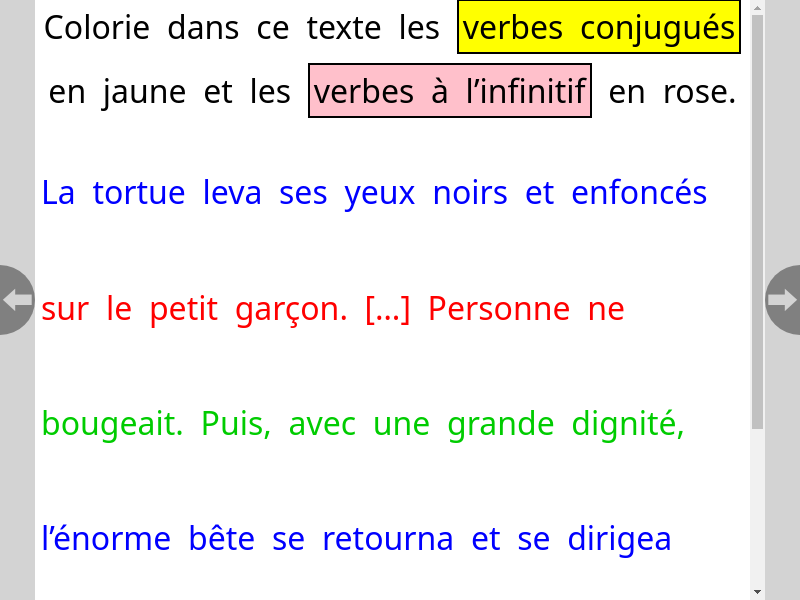 Colorie dans ce texte les verbes conjugués
en jaune et les verbes à l’infinitif en rose.
La tortue leva ses yeux noirs et enfoncés
sur le petit garçon. [...] Personne ne
bougeait. Puis, avec une grande dignité,
l’énorme bête se retourna et se dirigea